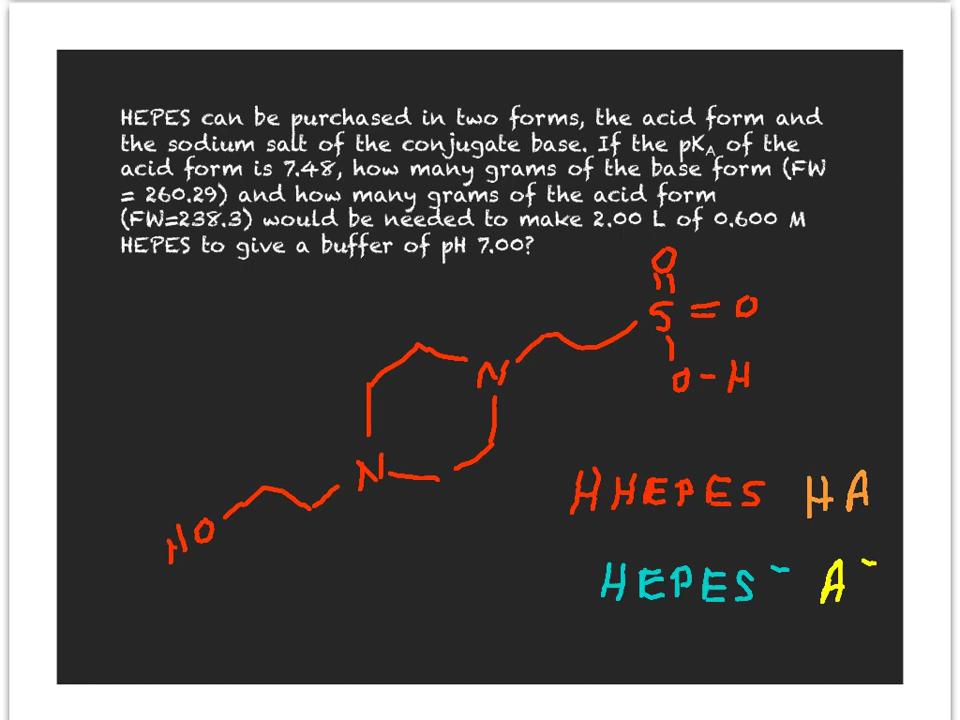 HEPES can be purchased in two forms, the acid form and
the sodium salt of the conjugate base. If the pKA of the
acid form is 7.48, how many grams of the base form (FW
= 260.29) and how many grams of the acid form
(FW=238.3) would be needed to make 2.00 L of 0.600 M
HEPES to give a buffer of pH 7.00?
O
S = O
N O - H
N
HO
HHEPES HA
HEPES⁻ A⁻